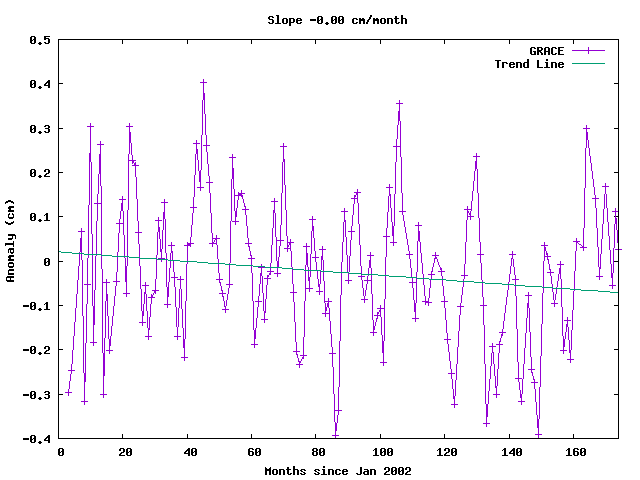 Slope -0.00 cm/month
GRACE
Trend Line
0.5
0.4
0.3
0.2
0.1
0
-0.1
-0.2
-0.3
-0.4
Anomaly (cm)
0 20 40 60 80 100 120 140 160
Months since Jan 2002